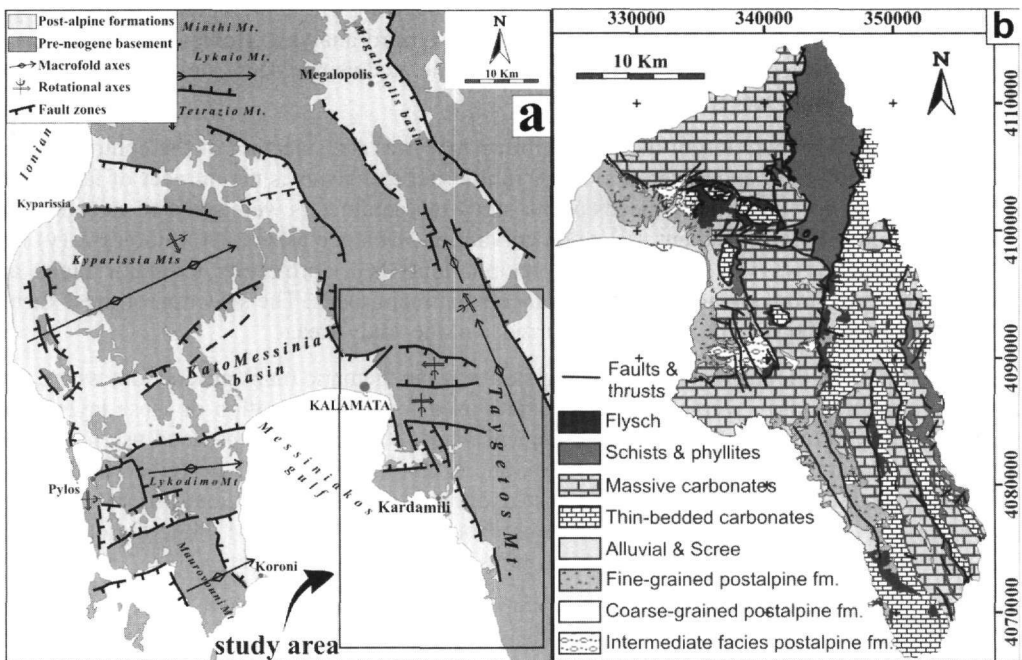 Post-alpine formations
Pre-neogene basement
Macrofold axes
Rotational axes
Fault zones
Minthi Mt.
Lykaio Mt.
Tetrazio Mt.
Megalopolis
Megalopolis basin
N
10 Km
a
Ionian
Kyparissia
Kyparissia Mts
Kato Messinia
basin
KALAMATA
Messiniakos
gulf
Taygetos Mt.
Pylos
Lykodimo Mt
Kardamili
Koroni
study area
330000
340000
350000
b
10 Km
N
4110000
4100000
4090000
4080000
4070000
Faults &
thrusts
Flysch
Schists & phyllites
Massive carbonates
Thin-bedded carbonates
Alluvial & Scree
Fine-grained postalpine fm.
Coarse-grained postalpine fm.
Intermediate facies postalpine fm.